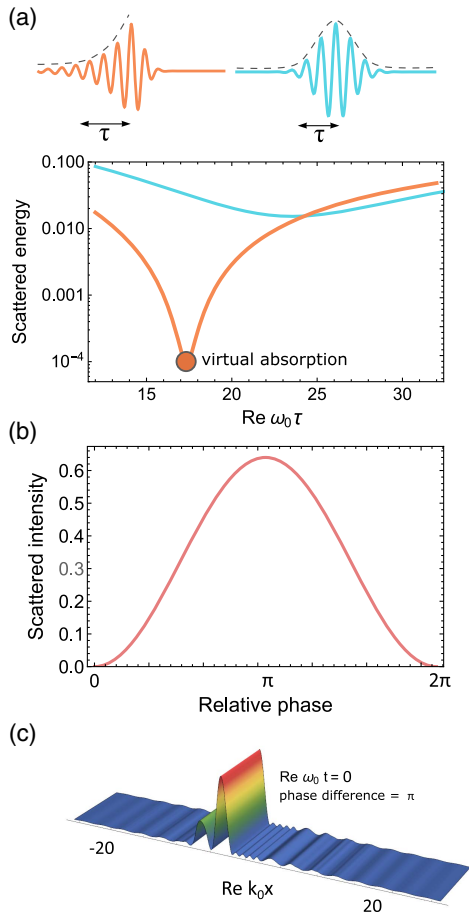 (a)
τ
τ
Scattered energy
0.100
0.010
0.001
10⁻⁴
virtual absorption
15
20
25
30
Re ω₀τ
(b)
Scattered intensity
0.6
0.5
0.4
0.3
0.2
0.1
0.0
0
π
2π
Relative phase
(c)
Re ω₀ t = 0
phase difference = π
-20
Re k₀x
20